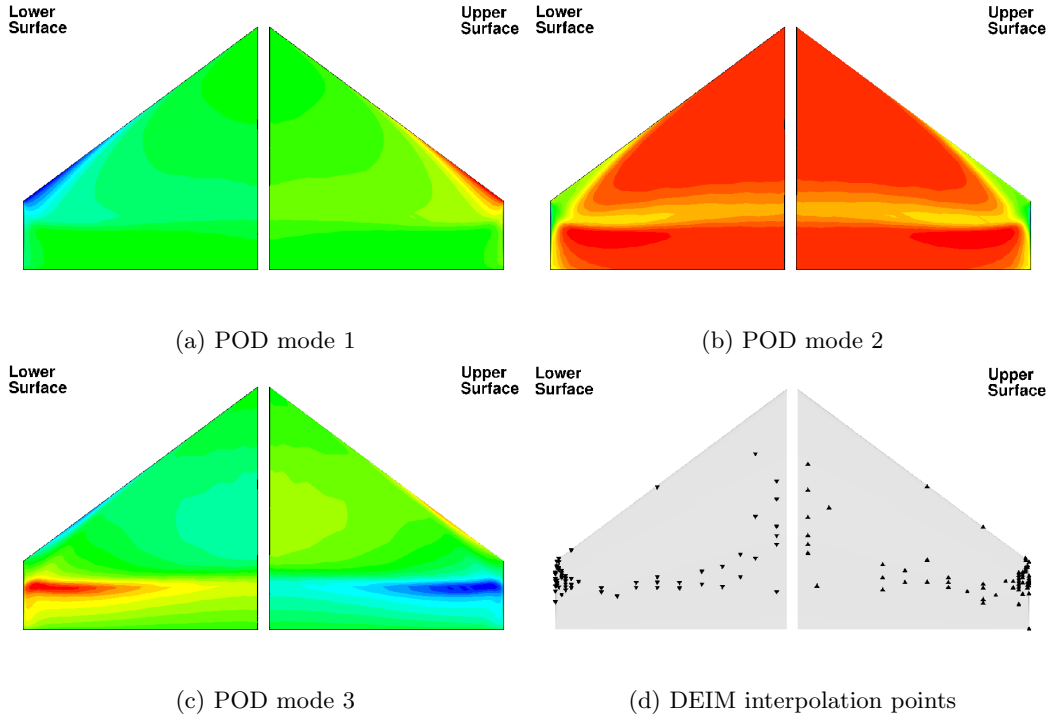 Lower
Surface
Upper
Surface
Lower
Surface
Upper
Surface
(a) POD mode 1
(b) POD mode 2
Lower
Surface
Upper
Surface
Lower
Surface
Upper
Surface
(c) POD mode 3
(d) DEIM interpolation points